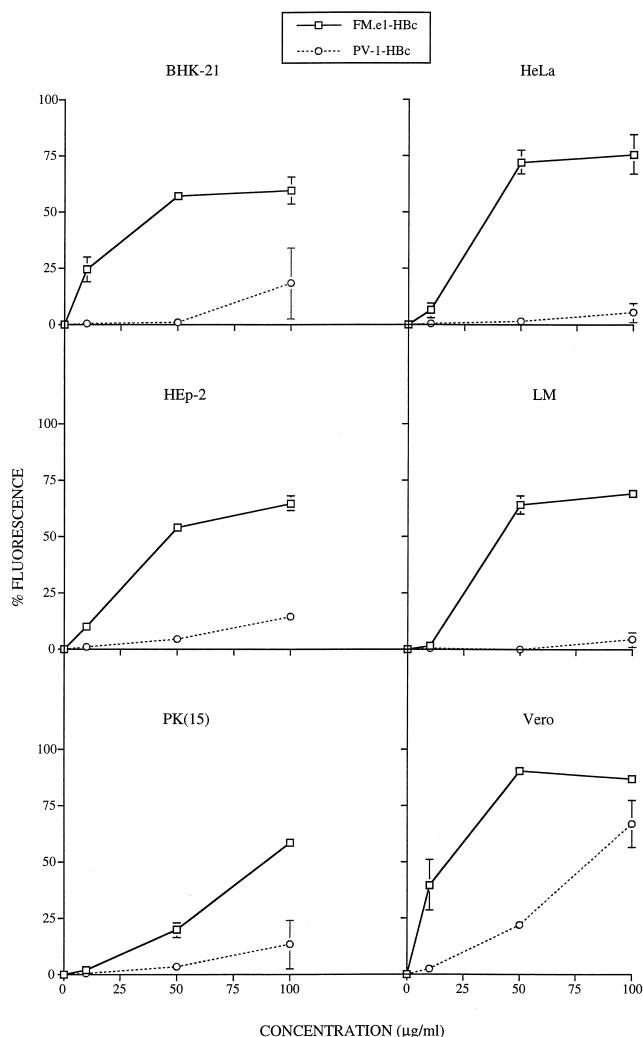 FM.e1-HBc
PV-1-HBc
BHK-21
HeLa
100
75
50
25
0
HEp-2
LM
100
75
50
25
0
% FLUORESCENCE
PK(15)
Vero
100
75
50
25
0
0 25 50 75 100
0 25 50 75 100
CONCENTRATION (µg/ml)